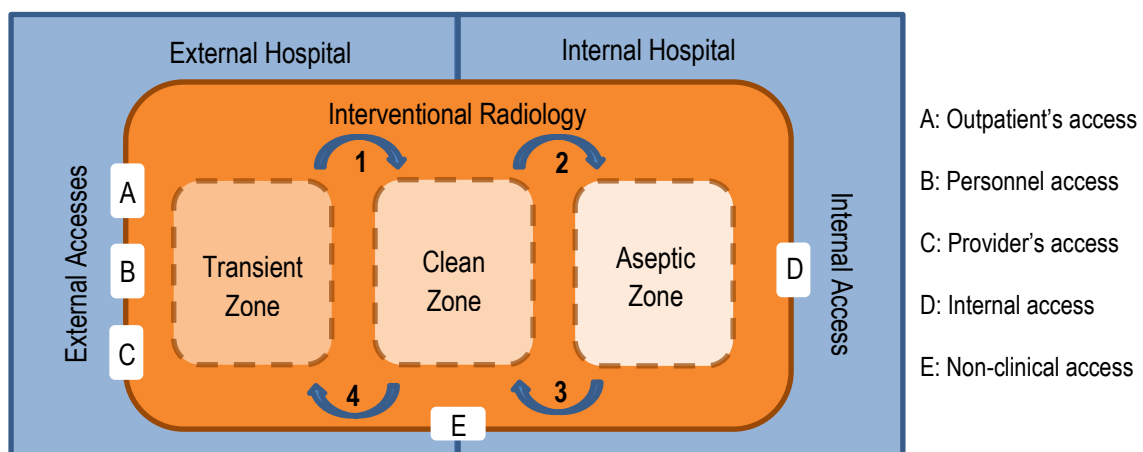 External Hospital
Internal Hospital
Interventional Radiology
1
2
External Accesses
A
B
C
Transient
Zone
Clean
Zone
Aseptic
Zone
D
Internal Access
4
3
E
A: Outpatient's access
B: Personnel access
C: Provider's access
D: Internal access
E: Non-clinical access